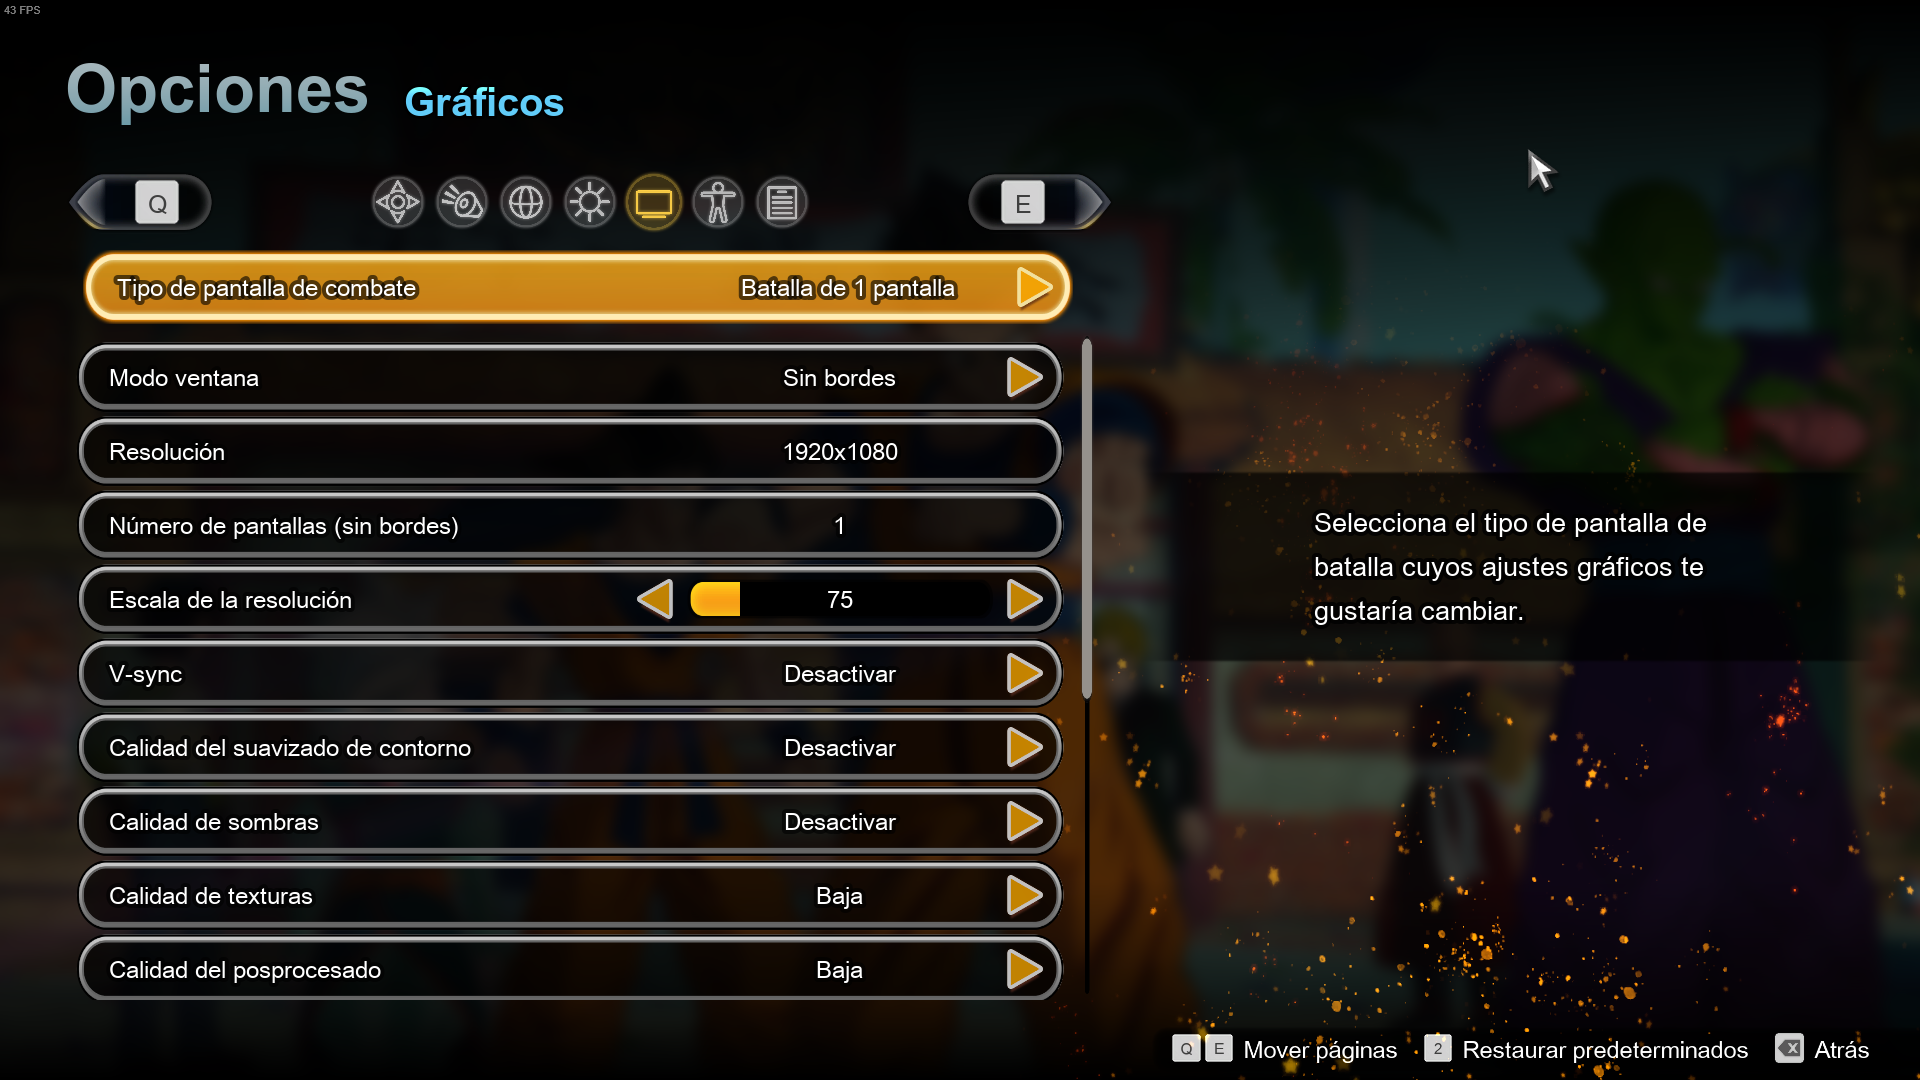 43 FPS
Opciones Gráficos
Q
E
Tipo de pantalla de combate Batalla de 1 pantalla
Modo ventana Sin bordes
Resolución 1920x1080
Número de pantallas (sin bordes) 1
Escala de la resolución 75
V-sync Desactivar
Calidad del suavizado de contorno Desactivar
Calidad de sombras Desactivar
Calidad de texturas Baja
Calidad del posprocesado Baja
Selecciona el tipo de pantalla de
batalla cuyos ajustes gráficos te
gustaría cambiar.
Q E Mover páginas 2 Restaurar predeterminados Atrás